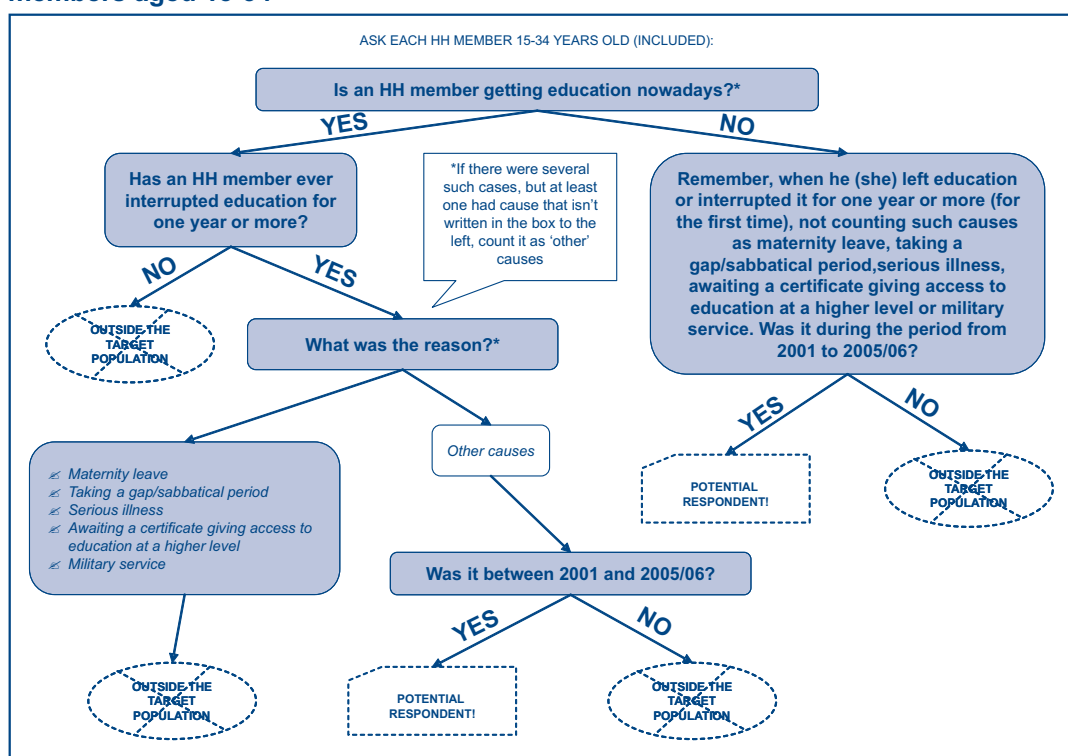 ASK EACH HH MEMBER 15-34 YEARS OLD (INCLUDED):
Is an HH member getting education nowadays?*
YES
NO
Has an HH member ever
interrupted education for
one year or more?
*If there were several
such cases, but at least
one had cause that isn't
written in the box to the
left, count it as 'other'
causes
Remember, when he (she) left education
or interrupted it for one year or more (for
the first time), not counting such causes
as maternity leave, taking a
gap/sabbatical period,serious illness,
awaiting a certificate giving access to
education at a higher level or military
service. Was it during the period from
2001 to 2005/06?
NO
YES
OUTSIDE THE
TARGET
POPULATION
What was the reason?*
YES
NO
Maternity leave
Taking a gap/sabbatical period
Serious illness
Awaiting a certificate giving access to
education at a higher level
Military service
Other causes
POTENTIAL
RESPONDENT!
OUTSIDE THE
TARGET
POPULATION
Was it between 2001 and 2005/06?
YES
NO
OUTSIDE THE
TARGET
POPULATION
POTENTIAL
RESPONDENT!
OUTSIDE THE
TARGET
POPULATION